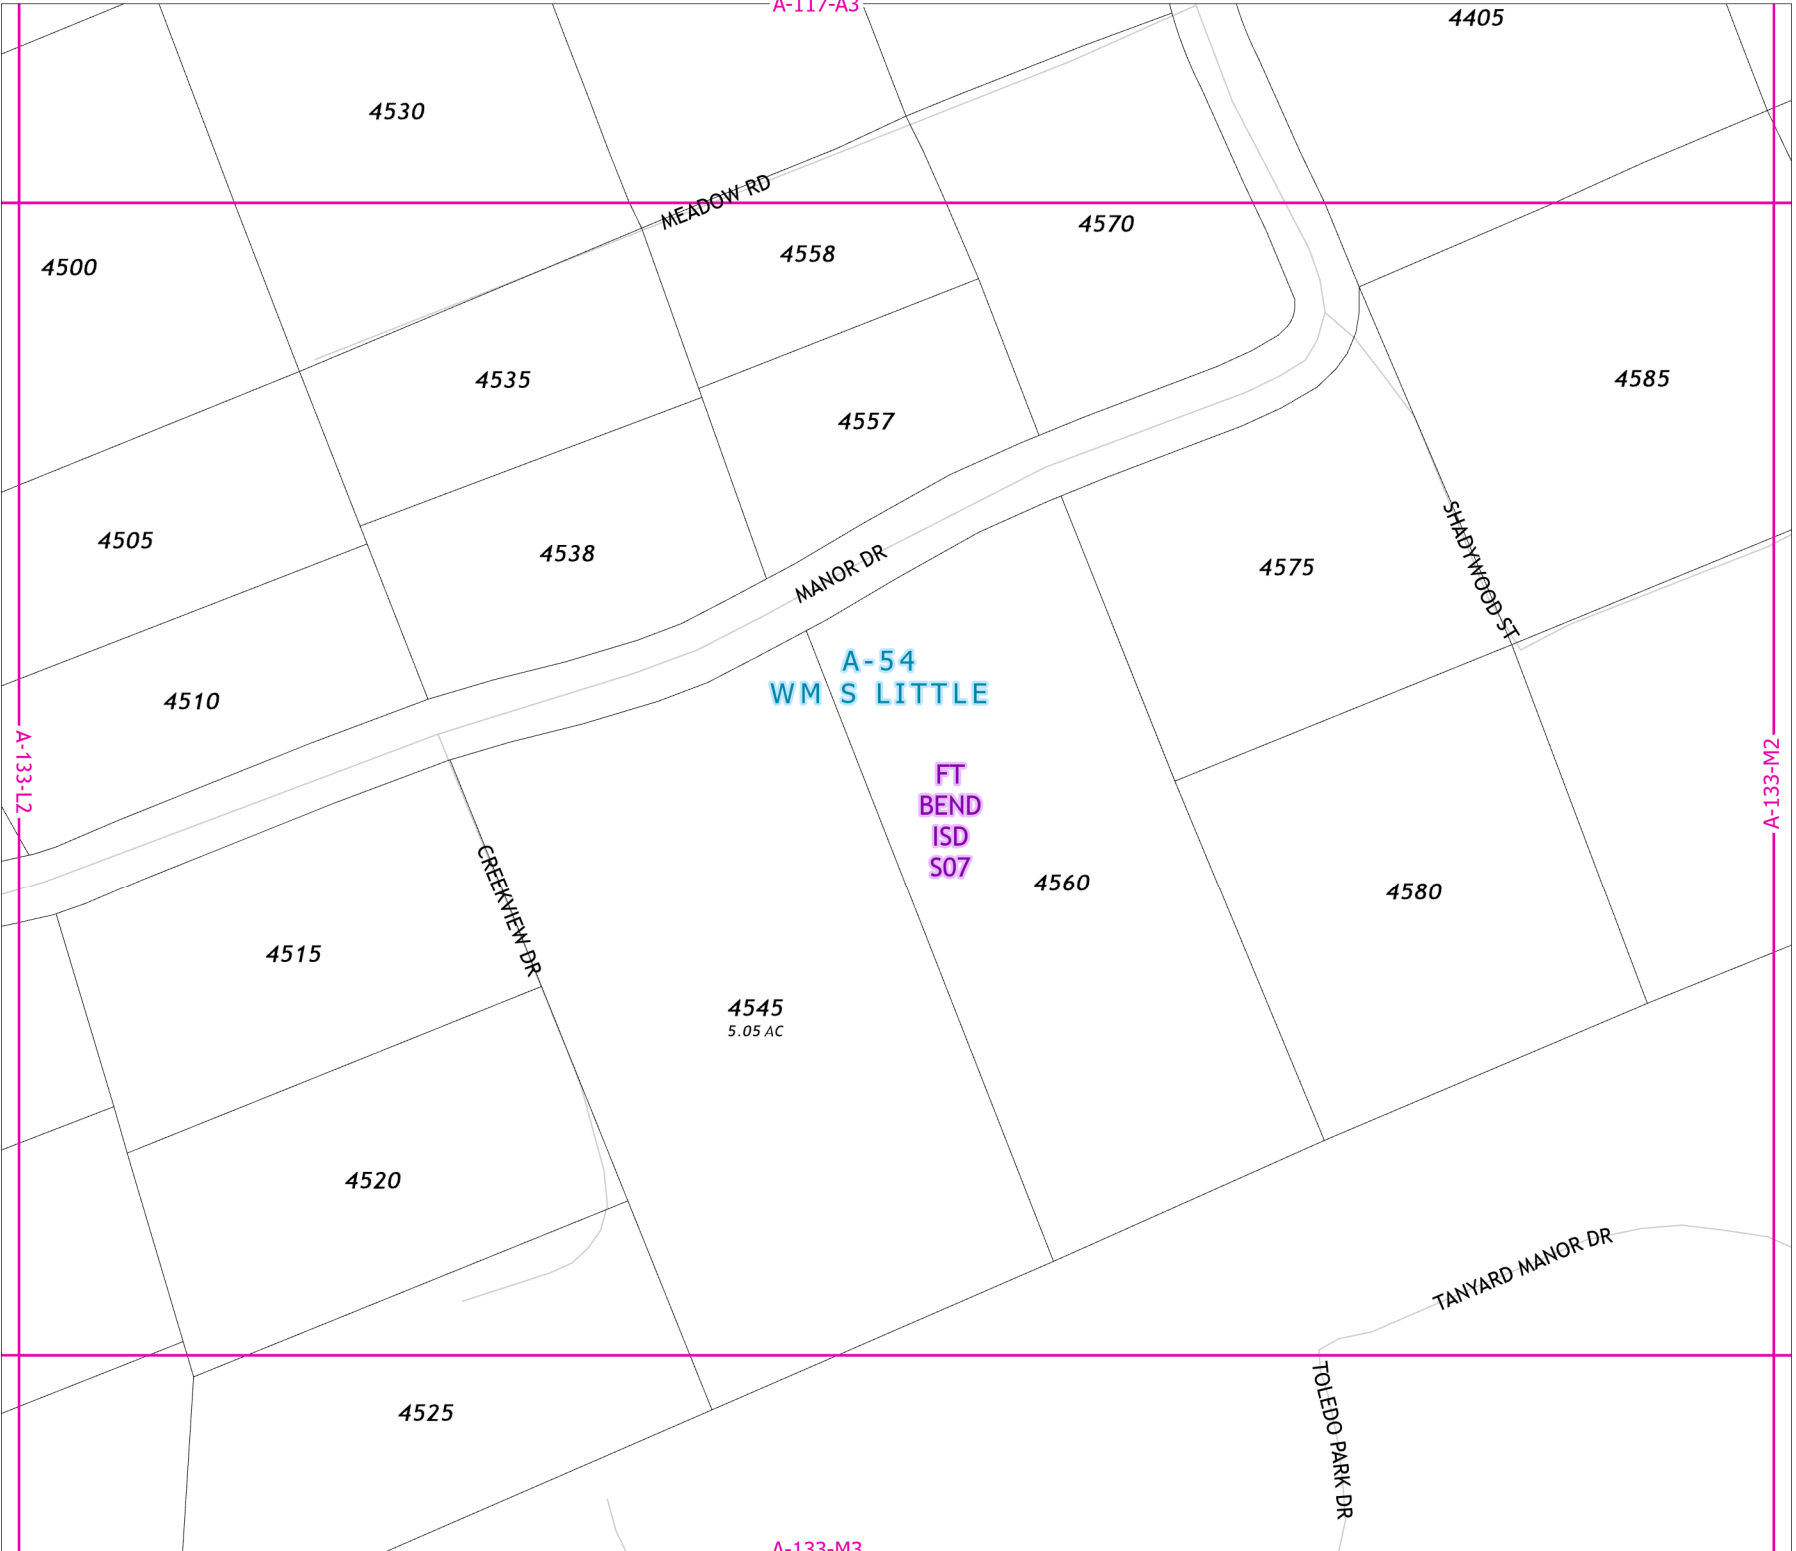 A-117-A3
4405
4530
MEADOW RD
4570
4558
4500
4535
4585
4557
4505
4538
MANOR DR
4575
SHADYWOOD ST
A-54
WM S LITTLE
4510
A-133-L2
A-133-M2
FT
BEND
ISD
S07
4560
4580
CREEKVIEW DR
4515
4545
5.05 AC
4520
TANYARD MANOR DR
4525
TOLEDO PARK DR
A-133-M3